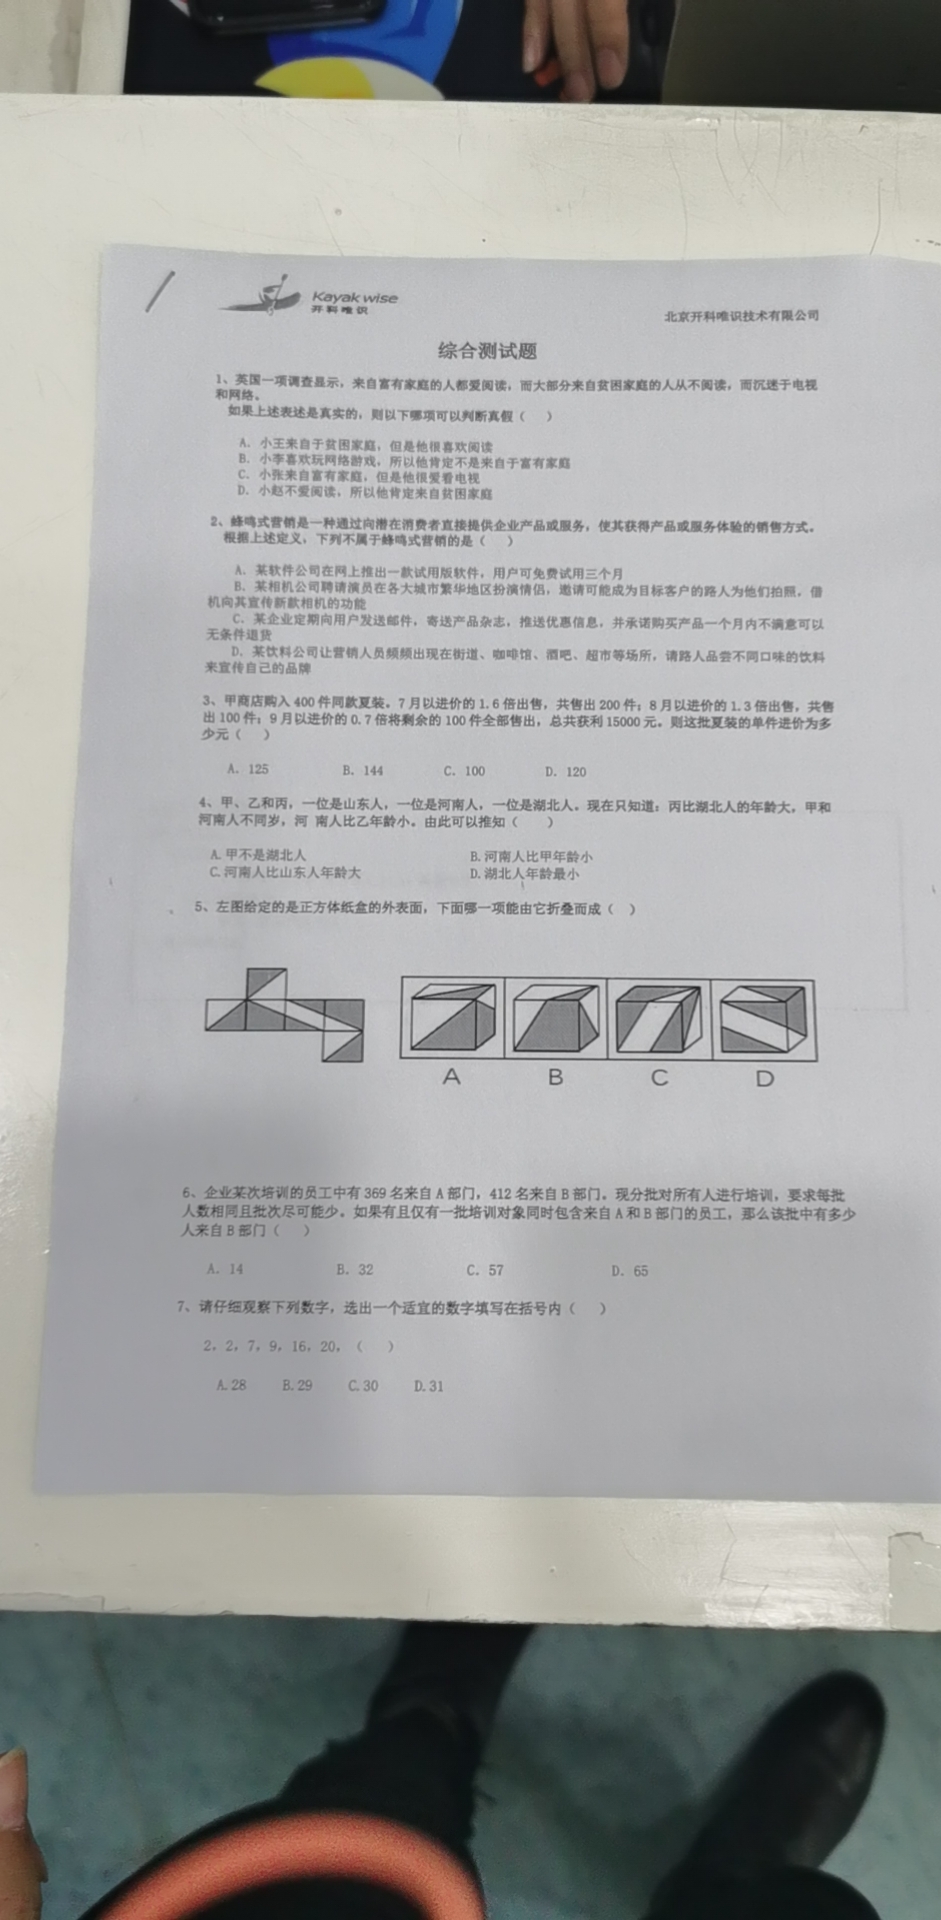 Kayak wise
开科唯识
北京开科唯识技术有限公司
综合测试题
1、英国一项调查显示，来自富有家庭的人都爱阅读，而大部分来自贫困家庭的人从不阅读，而沉迷于电视
和网络。
如果上述表述是真实的，则以下哪项可以判断真假（ ）
A. 小王来自于贫困家庭，但是他很喜欢阅读
B. 小李喜欢玩网络游戏，所以他肯定不是来自于富有家庭
C. 小张来自富有家庭，但是他很爱看电视
D. 小赵不爱阅读，所以他肯定来自贫困家庭
2、蜂鸣式营销是一种通过向潜在消费者直接提供企业产品或服务，使其获得产品或服务体验的销售方式。
根据上述定义，下列不属于蜂鸣式营销的是（ ）
A. 某软件公司在网上推出一款试用版软件，用户可免费试用三个月
B. 某相机公司聘请演员在各大城市繁华地区扮演情侣，邀请可能成为目标客户的路人为他们拍照，借
机向其宣传新款相机的功能
C. 某企业定期向用户发送邮件，寄送产品杂志，推送优惠信息，并承诺购买产品一个月内不满意可以
无条件退货
D. 某饮料公司让营销人员频频出现在街道、咖啡馆、酒吧、超市等场所，请路人品尝不同口味的饮料
来宣传自己的品牌
3、甲商店购入 400 件同款夏装。7 月以进价的 1.6 倍出售，共售出 200 件；8 月以进价的 1.3 倍出售，共售
出 100 件；9 月以进价的 0.7 倍将剩余的 100 件全部售出，总共获利 15000 元。则这批夏装的单件进价为多
少元（ ）
A. 125 B. 144 C. 100 D. 120
4、甲、乙和丙，一位是山东人，一位是河南人，一位是湖北人。现在只知道：丙比湖北人的年龄大，甲和
河南人不同岁，河 南人比乙年龄小。由此可以推知（ ）
A. 甲不是湖北人 B. 河南人比甲年龄小
C. 河南人比山东人年龄大 D. 湖北人年龄最小
5、左图给定的是正方体纸盒的外表面，下面哪一项能由它折叠而成（ ）
A B C D
6、企业某次培训的员工中有 369 名来自 A 部门，412 名来自 B 部门。现分批对所有人进行培训，要求每批
人数相同且批次尽可能少。如果有且仅有一批培训对象同时包含来自 A 和 B 部门的员工，那么该批中有多少
人来自 B 部门（ ）
A. 14 B. 32 C. 57 D. 65
7、请仔细观察下列数字，选出一个适宜的数字填写在括号内（ ）
2，2，7，9，16，20，（ ）
A. 28 B. 29 C. 30 D. 31